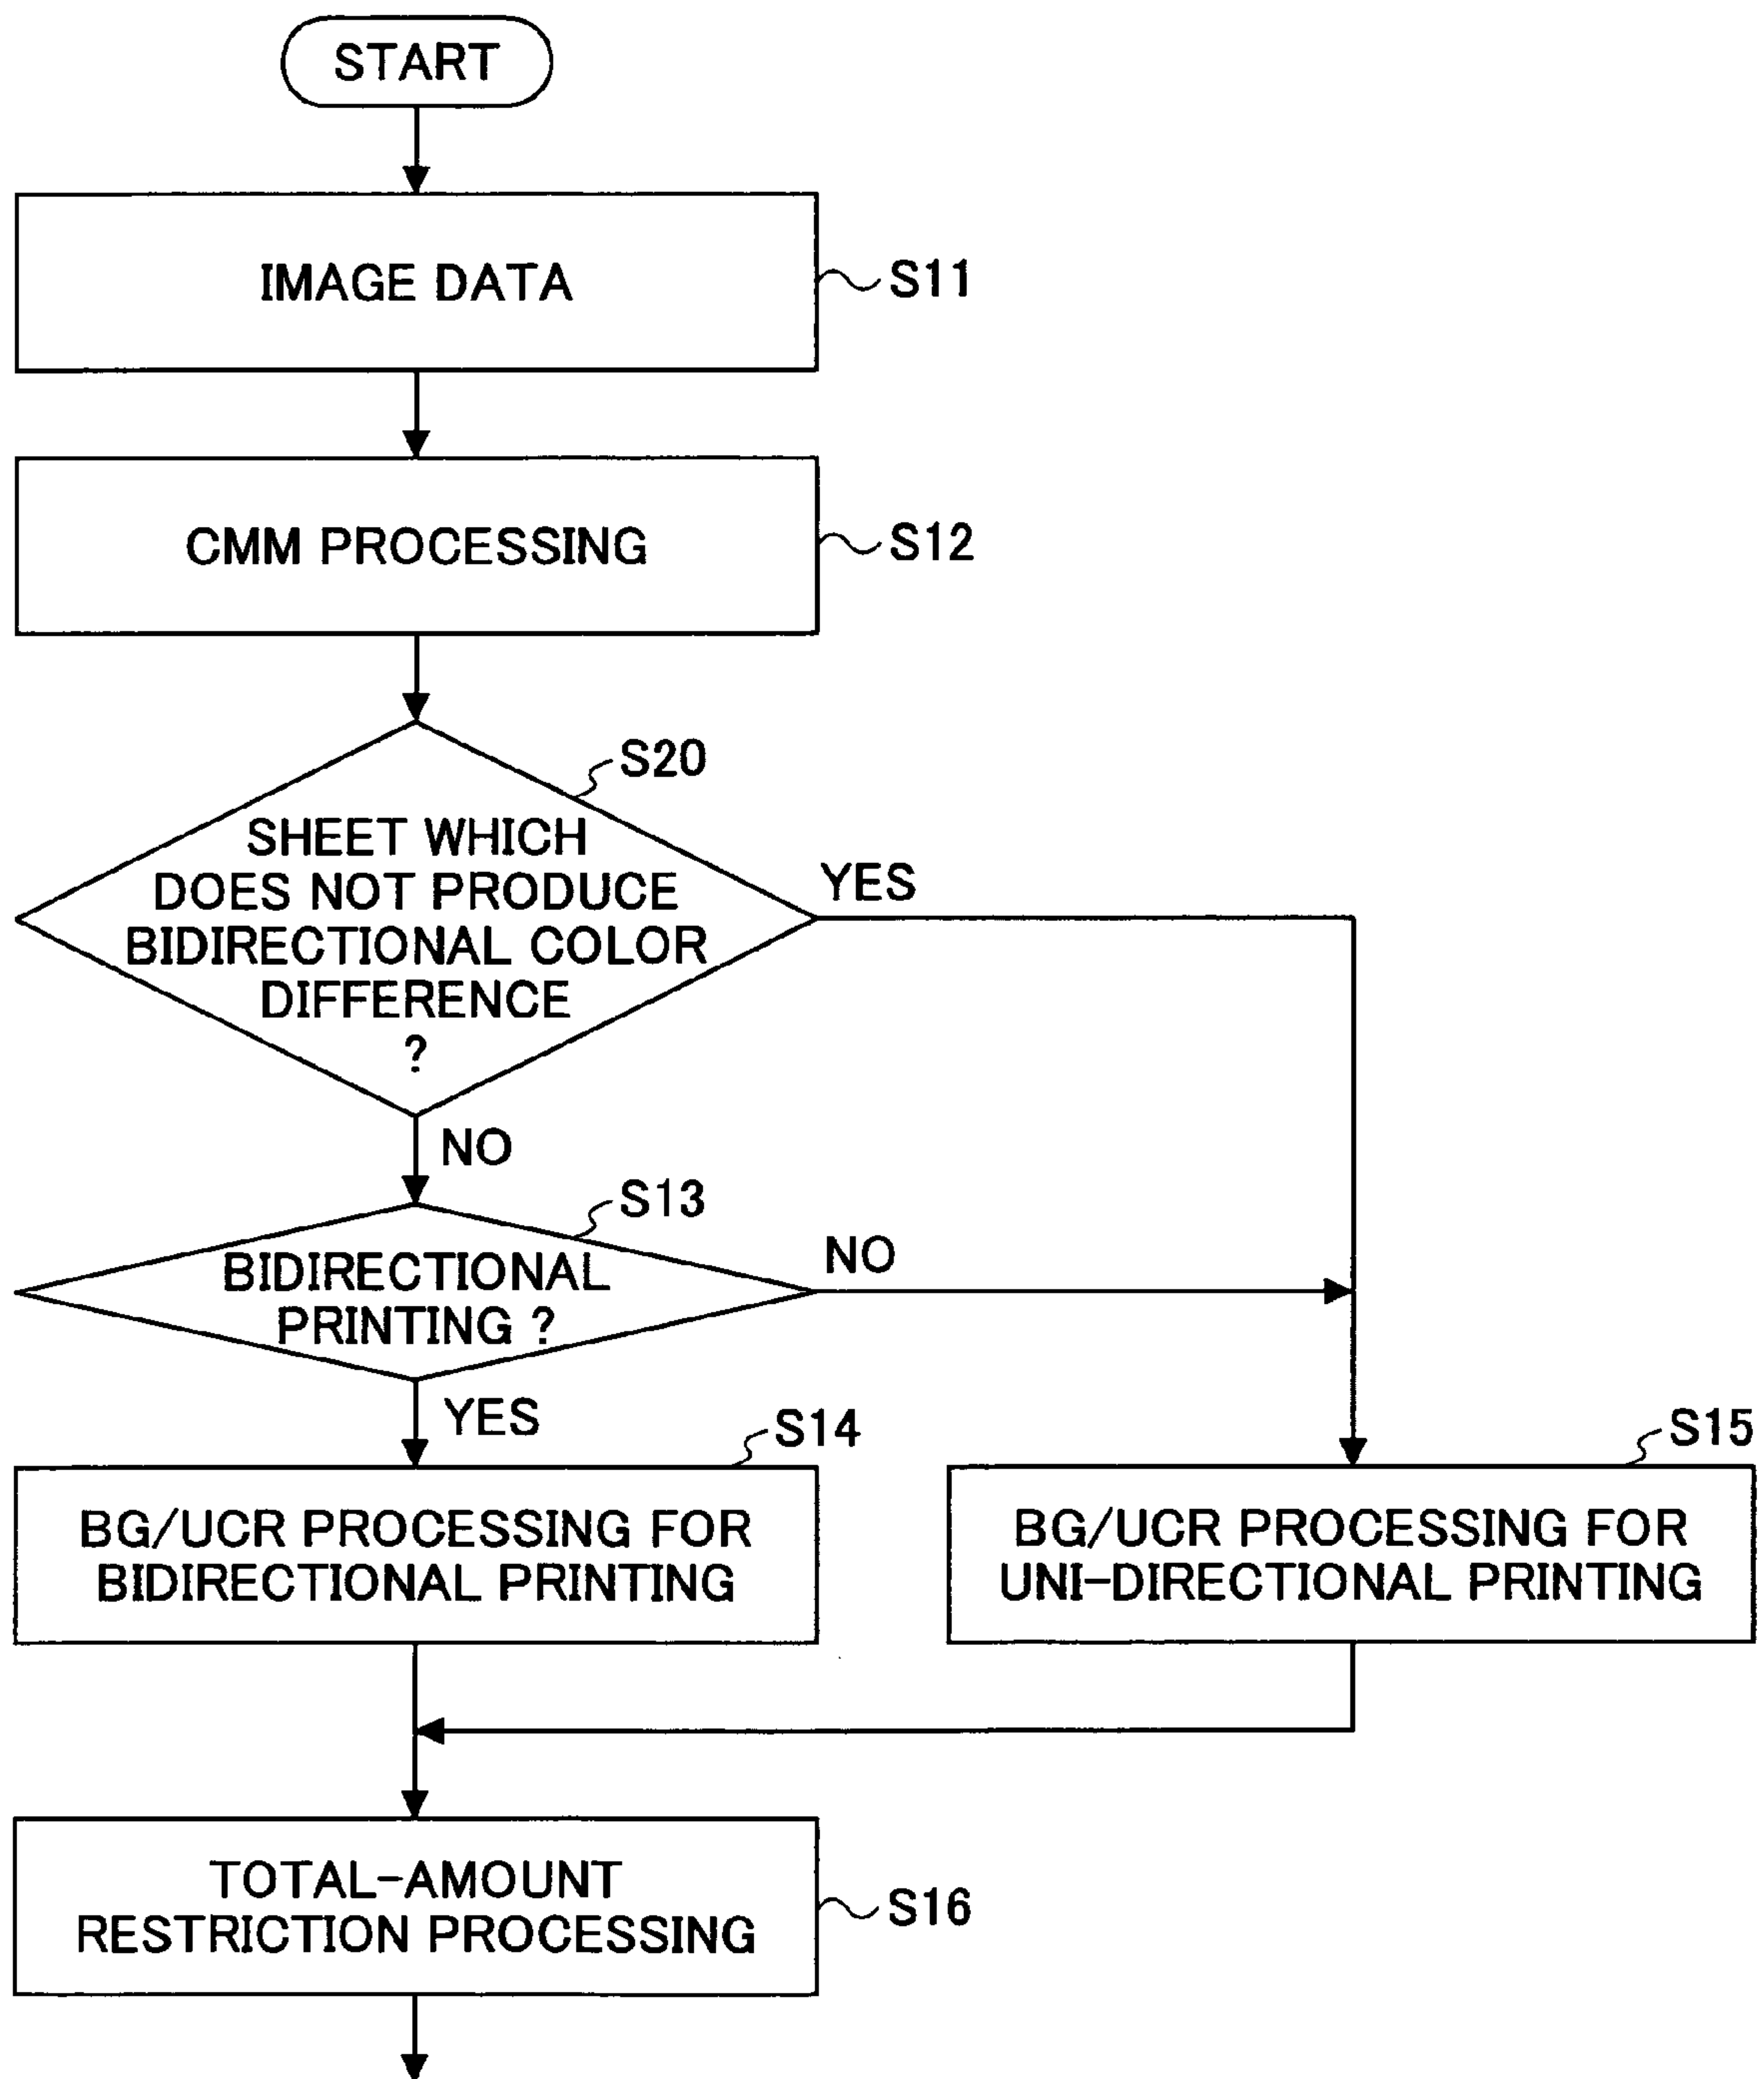 START
IMAGE DATA
S11
CMM PROCESSING
S12
S20
SHEET WHICH
DOES NOT PRODUCE
BIDIRECTIONAL COLOR
DIFFERENCE
?
YES
NO
S13
BIDIRECTIONAL
PRINTING ?
NO
YES
S14
BG/UCR PROCESSING FOR
BIDIRECTIONAL PRINTING
S15
BG/UCR PROCESSING FOR
UNI-DIRECTIONAL PRINTING
TOTAL-AMOUNT
RESTRICTION PROCESSING
S16